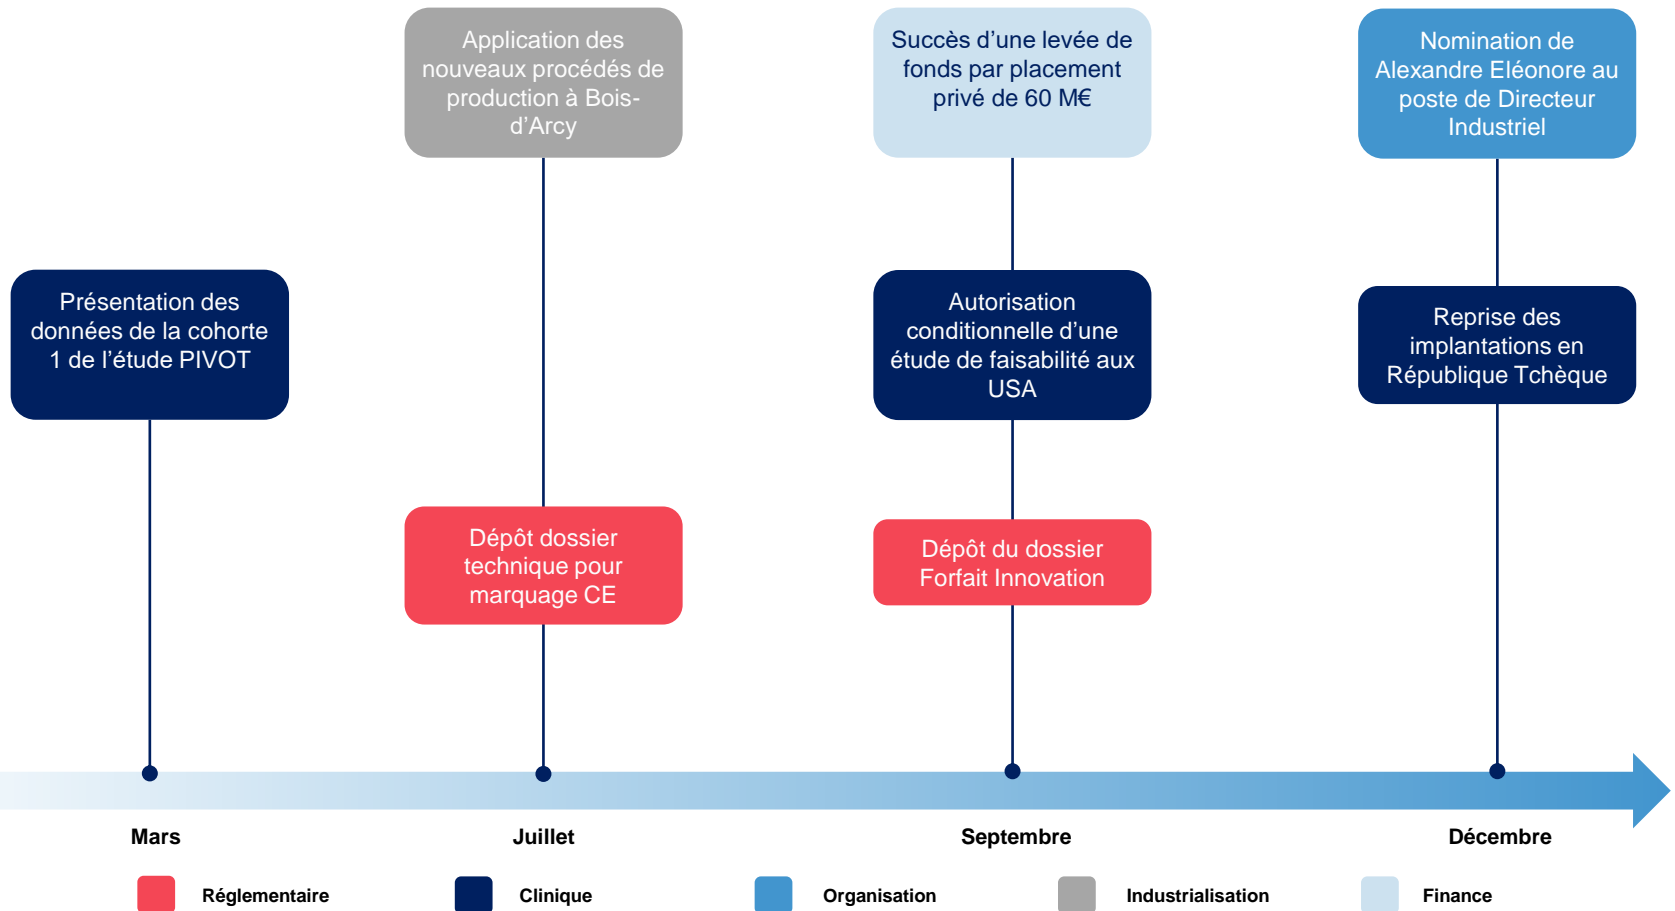 Application des
nouveaux procédés de
production à Bois-
d’Arcy
Succès d’une levée de
fonds par placement
privé de 60 M€
Nomination de
Alexandre Eléonore au
poste de Directeur
Industriel
Présentation des
données de la cohorte
1 de l’étude PIVOT
Autorisation
conditionnelle d’une
étude de faisabilité aux
USA
Reprise des
implantations en
République Tchèque
Dépôt dossier
technique pour
marquage CE
Dépôt du dossier
Forfait Innovation
Mars
Juillet
Septembre
Décembre
Réglementaire
Clinique
Organisation
Industrialisation
Finance